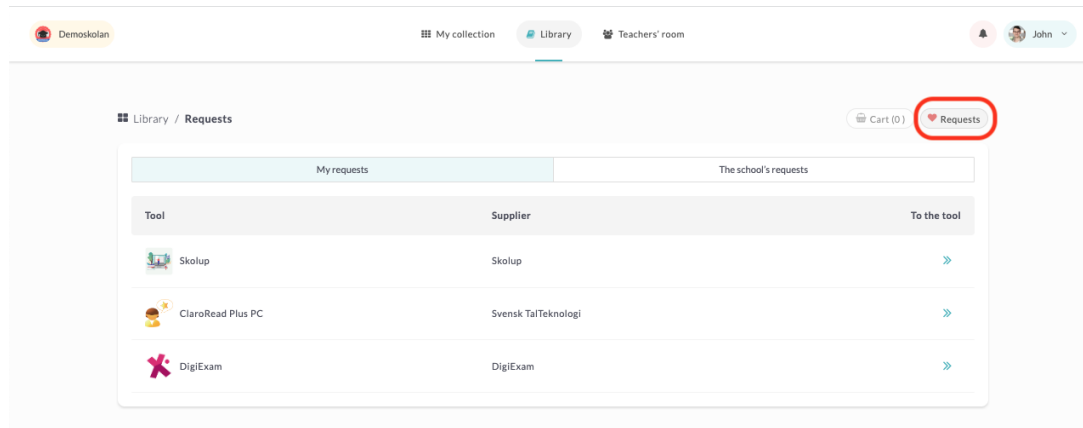 Demoskolan My collection Library Teachers' room John
Library / Requests Cart (0 ) Requests
My requests The school's requests
Tool Supplier To the tool
Skolup Skolup
ClaroRead Plus PC Svensk TalTeknologi
DigiExam DigiExam